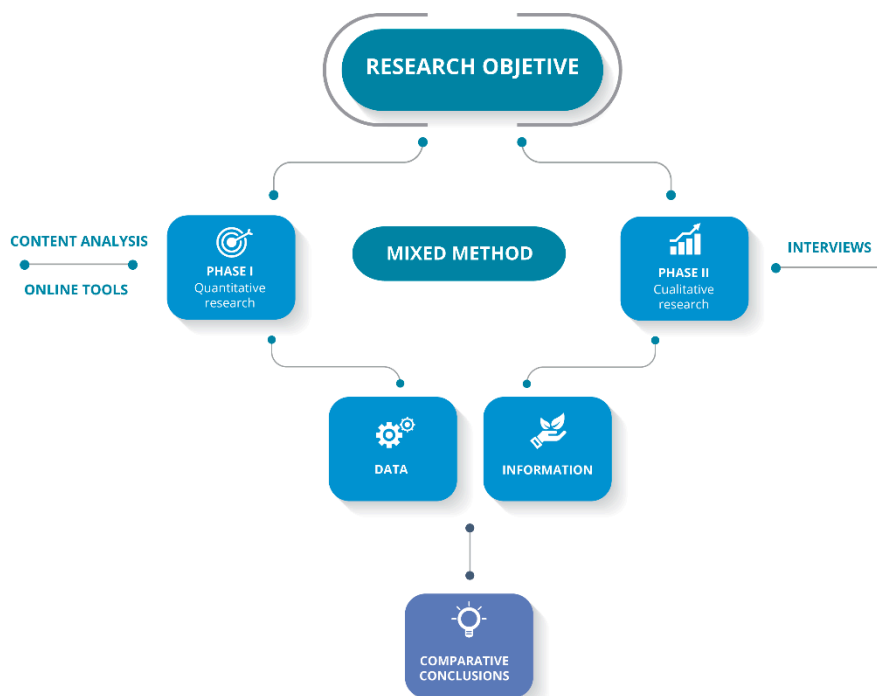 RESEARCH OBJETIVE
CONTENT ANALYSIS
ONLINE TOOLS
PHASE I
Quantitative
research
MIXED METHOD
PHASE II
Cualitative
research
INTERVIEWS
DATA
INFORMATION
COMPARATIVE
CONCLUSIONS